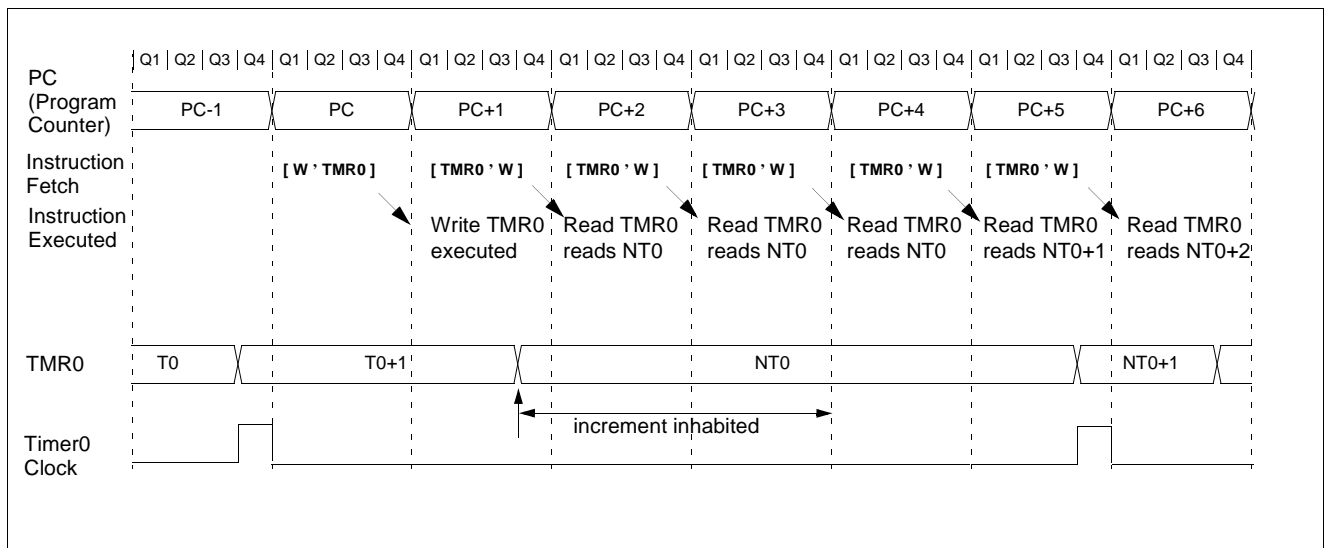 Q1 | Q2 | Q3 | Q4 | Q1 | Q2 | Q3 | Q4 | Q1 | Q2 | Q3 | Q4 | Q1 | Q2 | Q3 | Q4 | Q1 | Q2 | Q3 | Q4 | Q1 | Q2 | Q3 | Q4 | Q1 | Q2 | Q3 | Q4 | Q1 | Q2 | Q3 | Q4
PC
(Program
Counter)
PC-1 PC PC+1 PC+2 PC+3 PC+4 PC+5 PC+6
Instruction
Fetch
[ W ' TMR0 ] [ TMR0 ' W ] [ TMR0 ' W ] [ TMR0 ' W ] [ TMR0 ' W ] [ TMR0 ' W ]
Instruction
Executed
Write TMR0
executed
Read TMR0
reads NT0
Read TMR0
reads NT0
Read TMR0
reads NT0
Read TMR0
reads NT0+1
Read TMR0
reads NT0+2
TMR0
T0 T0+1 NT0 NT0+1
increment inhabited
Timer0
Clock